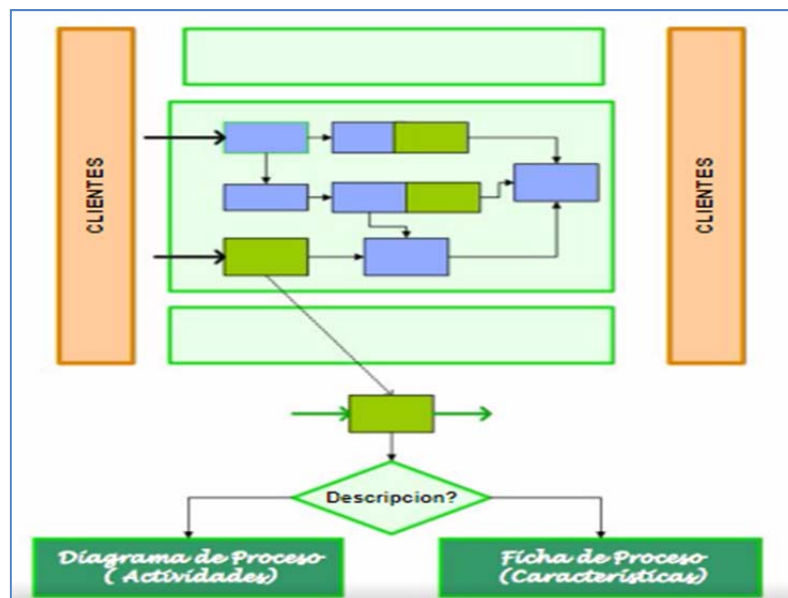 CLIENTES
CLIENTES
Descripcion?
Diagrama de Proceso
( Actividades)
Ficha de Proceso
(Características)